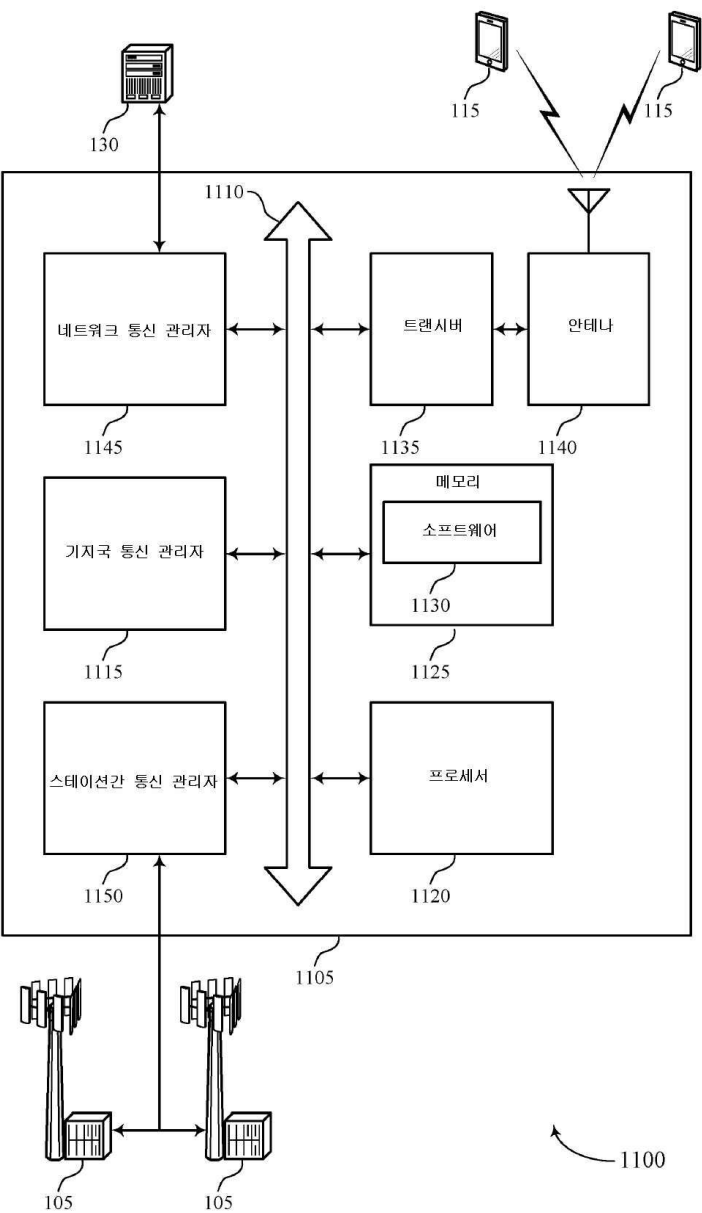 115
115
130
1110
네트워크 통신 관리자
트랜시버
안테나
1145
1135
1140
메모리
소프트웨어
기지국 통신 관리자
1130
1115
1125
스테이션간 통신 관리자
프로세서
1150
1120
1105
105
105
1100